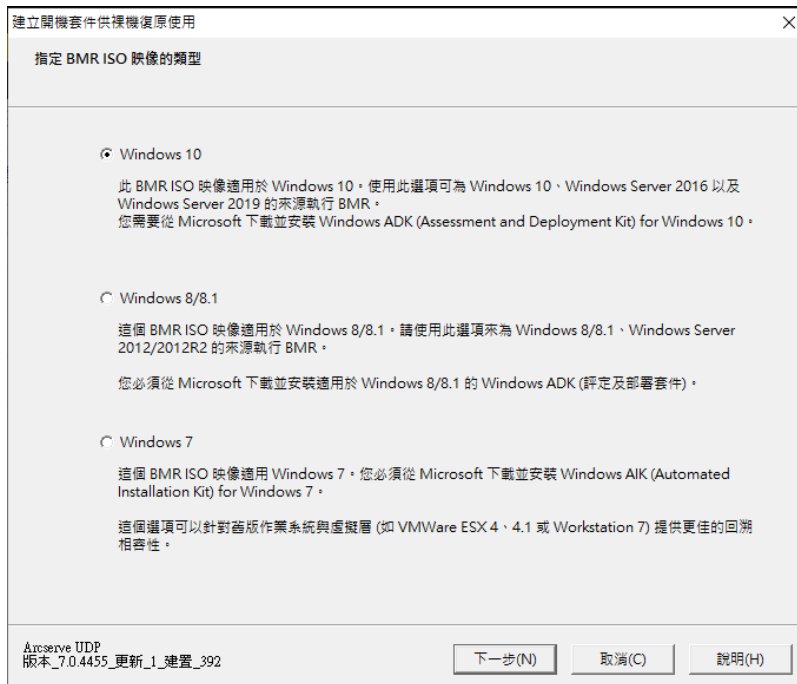 建立開機套件供裸機復原使用
指定 BMR ISO 映像的類型
Windows 10
此 BMR ISO 映像適用於 Windows 10。使用此選項可為 Windows 10、Windows Server 2016 以及
Windows Server 2019 的來源執行 BMR。
您需要從 Microsoft 下載並安裝 Windows ADK (Assessment and Deployment Kit) for Windows 10。
Windows 8/8.1
這個 BMR ISO 映像適用於 Windows 8/8.1。請使用此選項來為 Windows 8/8.1、Windows Server
2012/2012R2 的來源執行 BMR。
您必須從 Microsoft 下載並安裝適用於 Windows 8/8.1 的 Windows ADK (評定及部署套件)。
Windows 7
這個 BMR ISO 映像適用 Windows 7。您必須從 Microsoft 下載並安裝 Windows AIK (Automated
Installation Kit) for Windows 7。
這個選項可以針對舊版作業系統與虛擬層 (如 VMWare ESX 4、4.1 或 Workstation 7) 提供更佳的回溯
相容性。
Arcserve UDP
版本_7.0.4455_更新_1_建置_392
下一步(N)
取消(C)
說明(H)